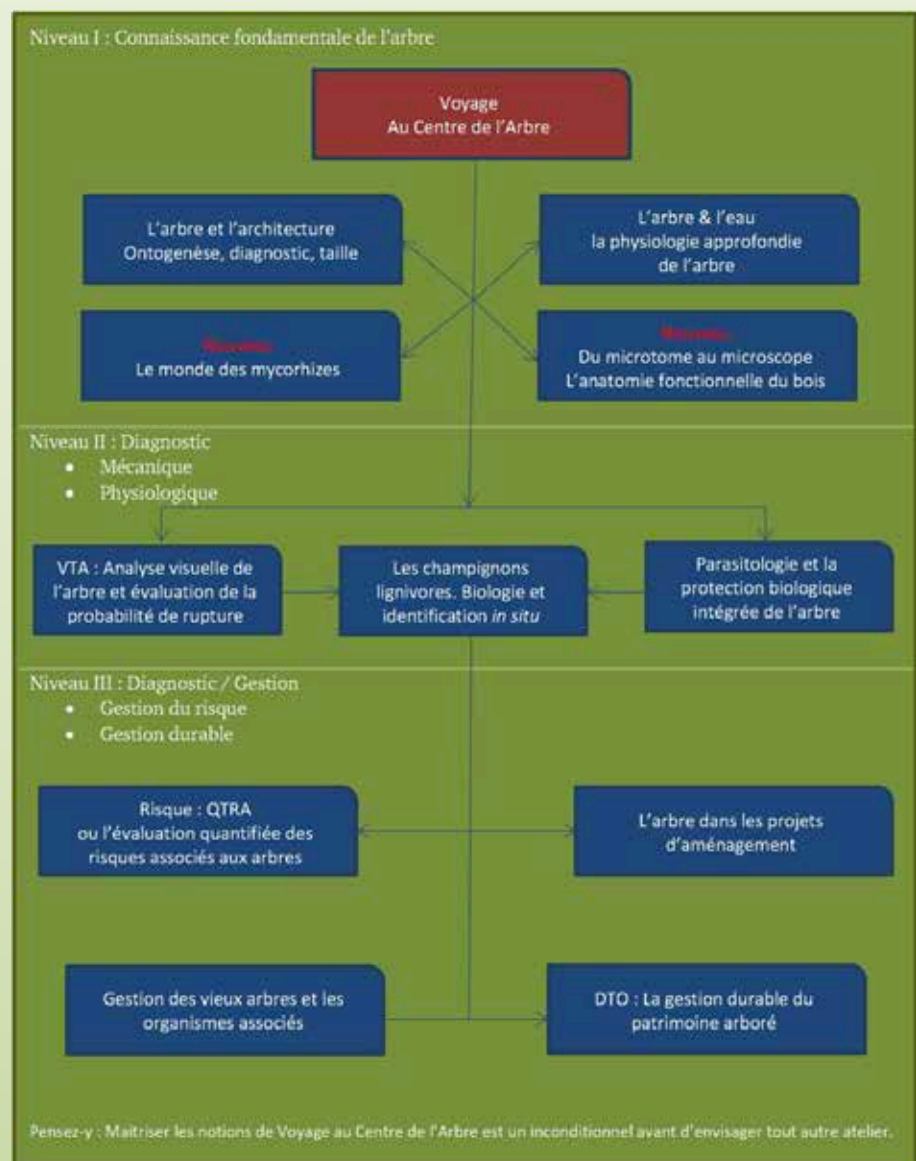 Niveau I : Connaissance fondamentale de l'arbre
Voyage
Au Centre de l'Arbre
L'arbre et l'architecture
Ontogenèse, diagnostic, taille
L'arbre & l'eau
la physiologie approfondie
de l'arbre
Le monde des mycorhizes
Du microtome au microscope
L'anatomie fonctionnelle du bois
Niveau II : Diagnostic
• Mécanique
• Physiologique
VTA : Analyse visuelle de
l'arbre et évaluation de la
probabilité de rupture
Les champignons
lignivores. Biologie et
identification in situ
Parasitologie et la
protection biologique
intégrée de l'arbre
Niveau III : Diagnostic / Gestion
• Gestion du risque
• Gestion durable
Risque : QTRA
ou l'évaluation quantifiée des
risques associés aux arbres
L'arbre dans les projets
d'aménagement
Gestion des vieux arbres et les
organismes associés
DTO : La gestion durable du
patrimoine arboré
Pensez-y : Maitriser les notions de Voyage au Centre de l'Arbre est un inconditionnel avant d'envisager tout autre atelier.